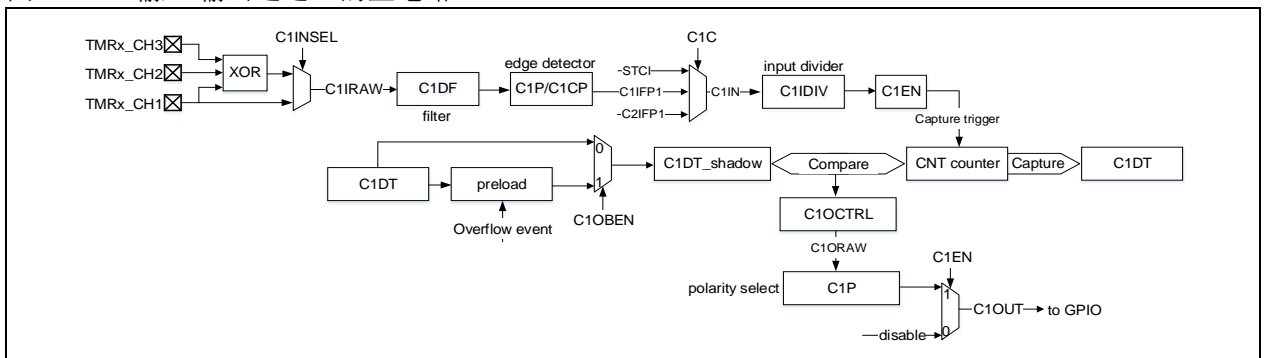 TMRx_CH3
TMRx_CH2
TMRx_CH1
XOR
C1INSEL
C1IRAW
C1DF
filter
edge detector
C1P/C1CP
STCI
C1IFP1
C2IFP1
C1C
C1IN
input divider
C1IDIV
C1EN
Capture trigger
C1DT
preload
Overflow event
0
1
C1OBEN
C1DT_shadow
Compare
CNT counter
Capture
C1DT
C1OCTRL
C1ORAW
polarity select
C1P
C1EN
1
0
disable
C1OUT
to GPIO